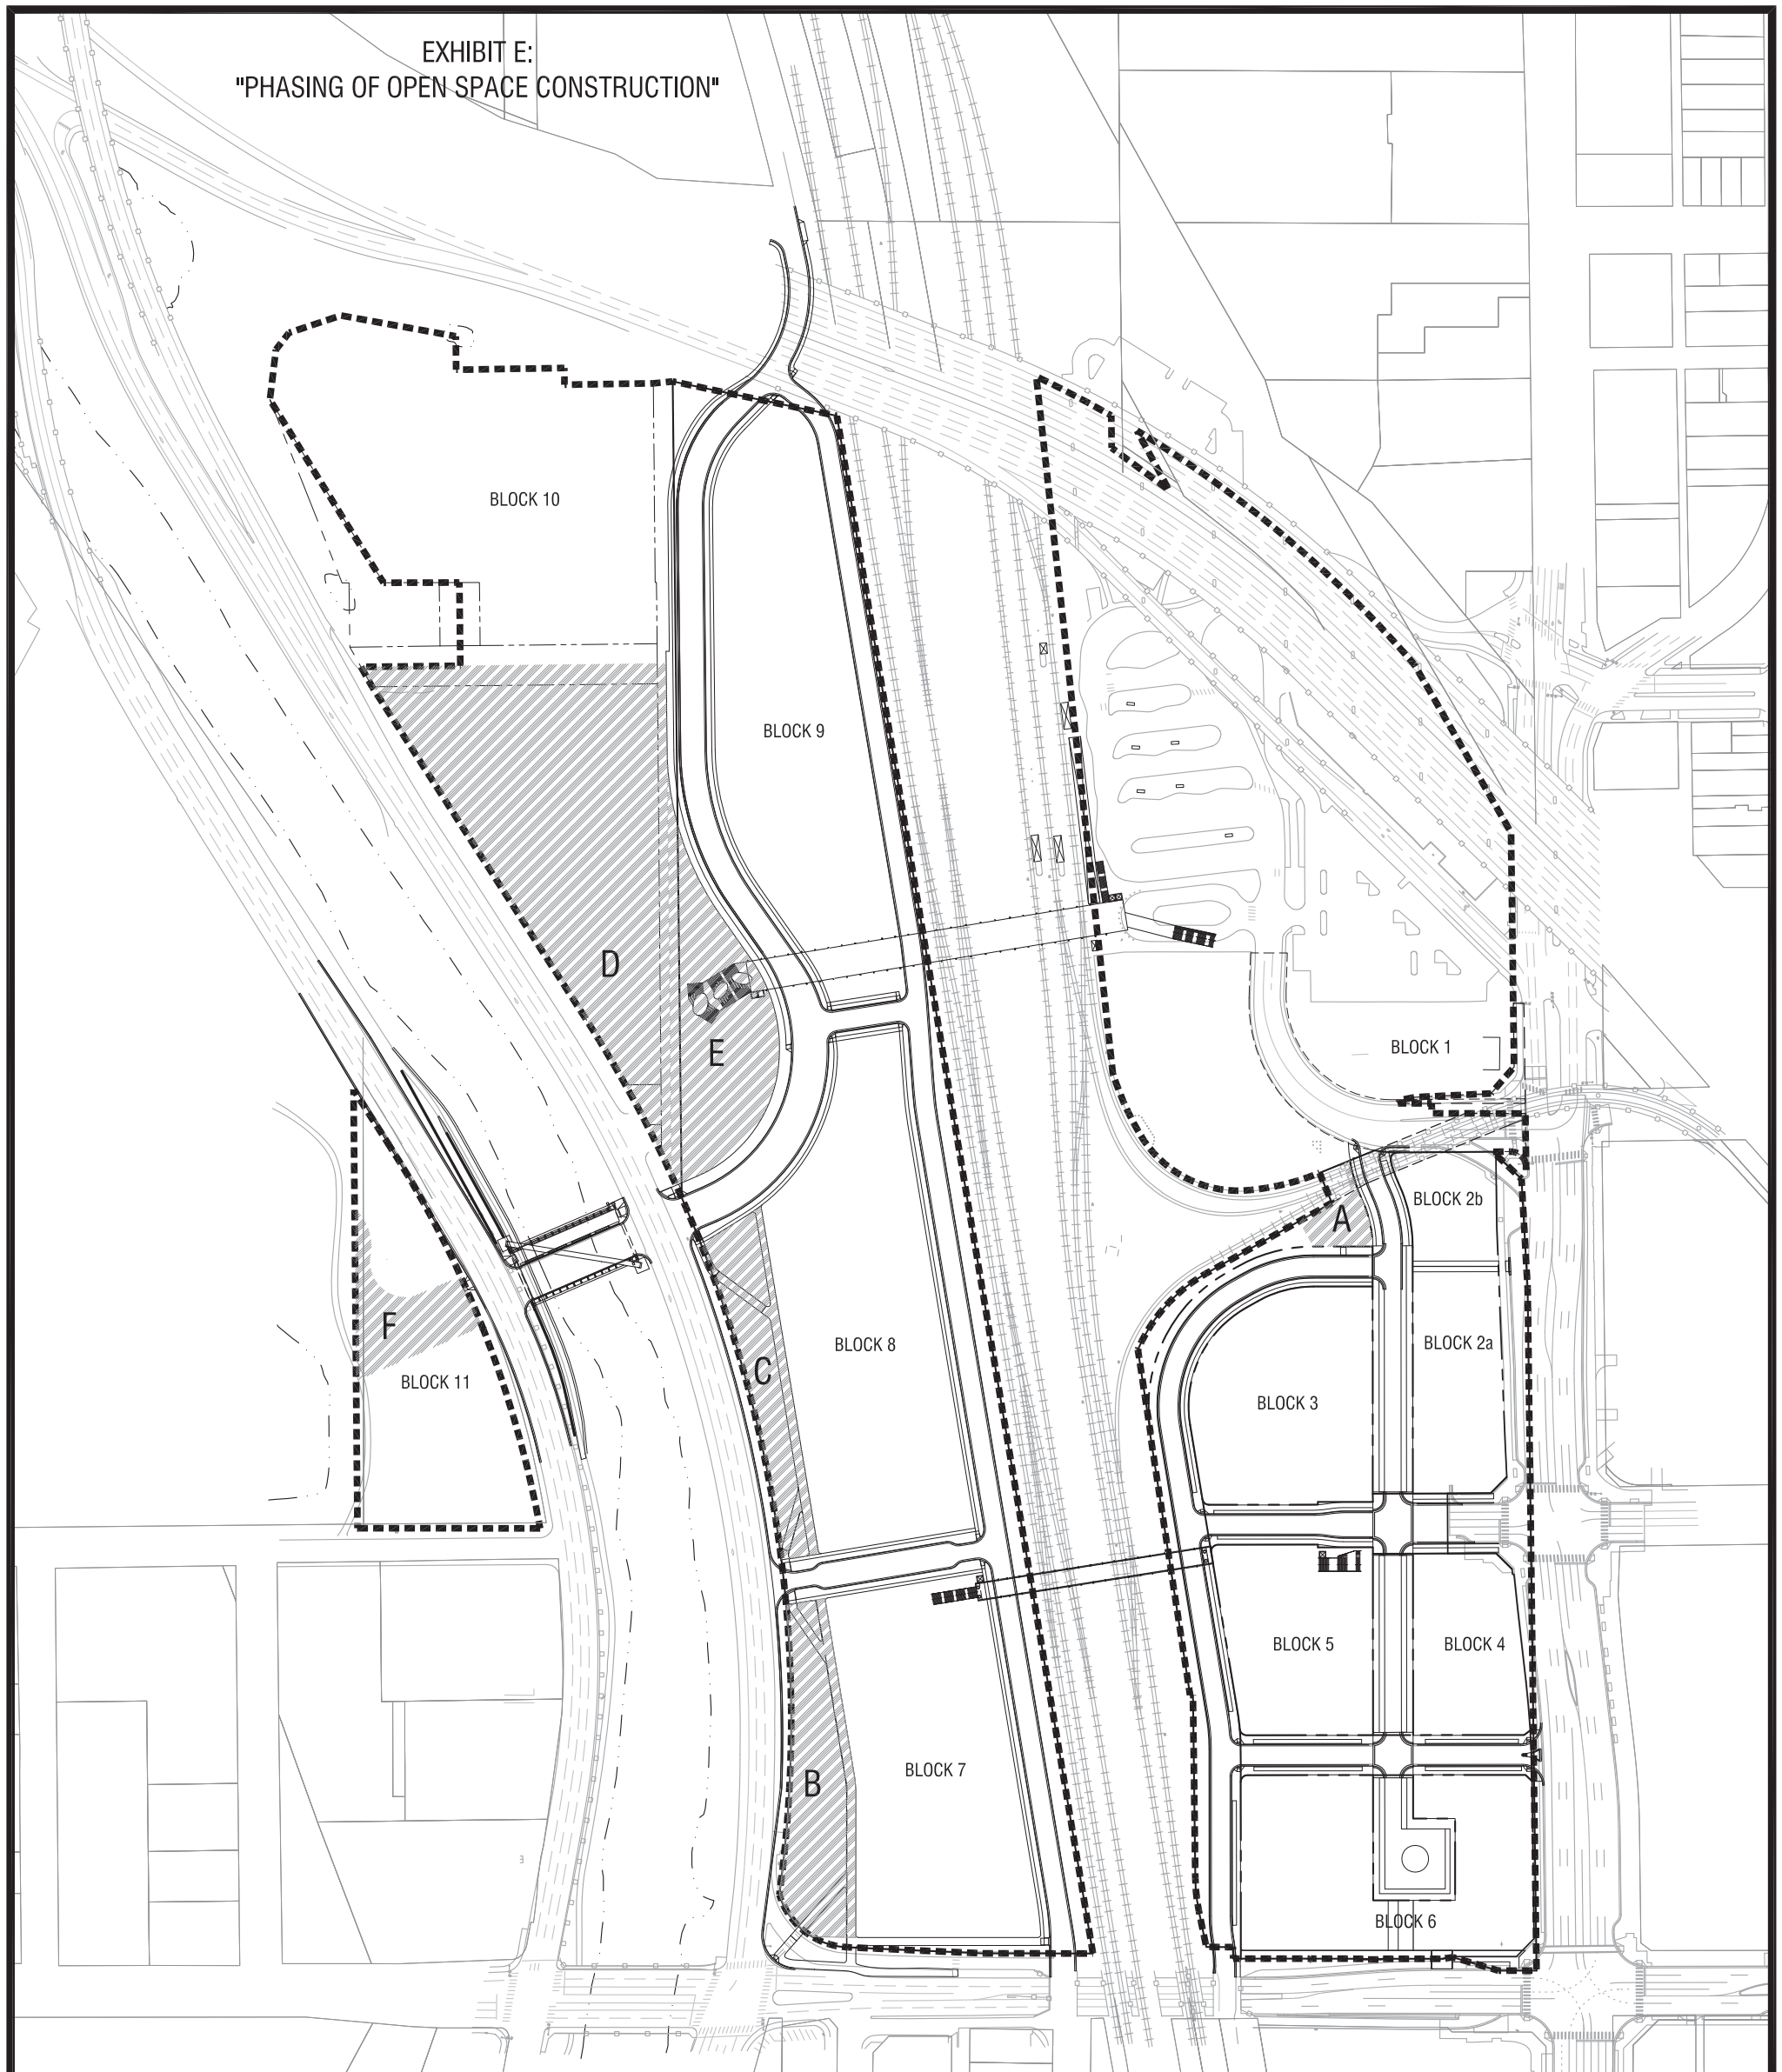 EXHIBIT E:
"PHASING OF OPEN SPACE CONSTRUCTION"
BLOCK 10
BLOCK 9
D
E
BLOCK 1
A
BLOCK 2b
F
BLOCK 11
C
BLOCK 8
BLOCK 2a
BLOCK 3
BLOCK 5
BLOCK 4
B
BLOCK 7
BLOCK 6